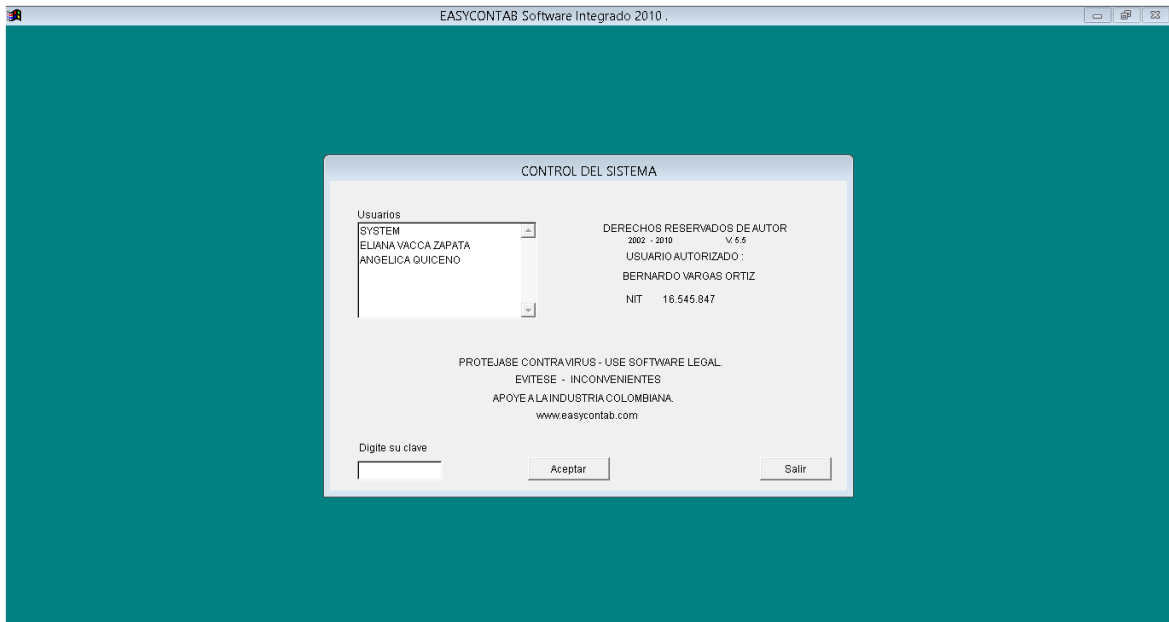 EASYCONTAB Software Integrado 2010 .
CONTROL DEL SISTEMA
Usuarios
SYSTEM
ELIANA VACCA ZAPATA
ANGELICA QUICENO
DERECHOS RESERVADOS DE AUTOR
2002 - 2010 V. 5.5
USUARIO AUTORIZADO :
BERNARDO VARGAS ORTIZ
NIT 16.545.847
PROTEJASE CONTRA VIRUS - USE SOFTWARE LEGAL.
EVITESE - INCONVENIENTES
APOYE A LA INDUSTRIA COLOMBIANA.
www.easycontab.com
Digite su clave
Aceptar
Salir